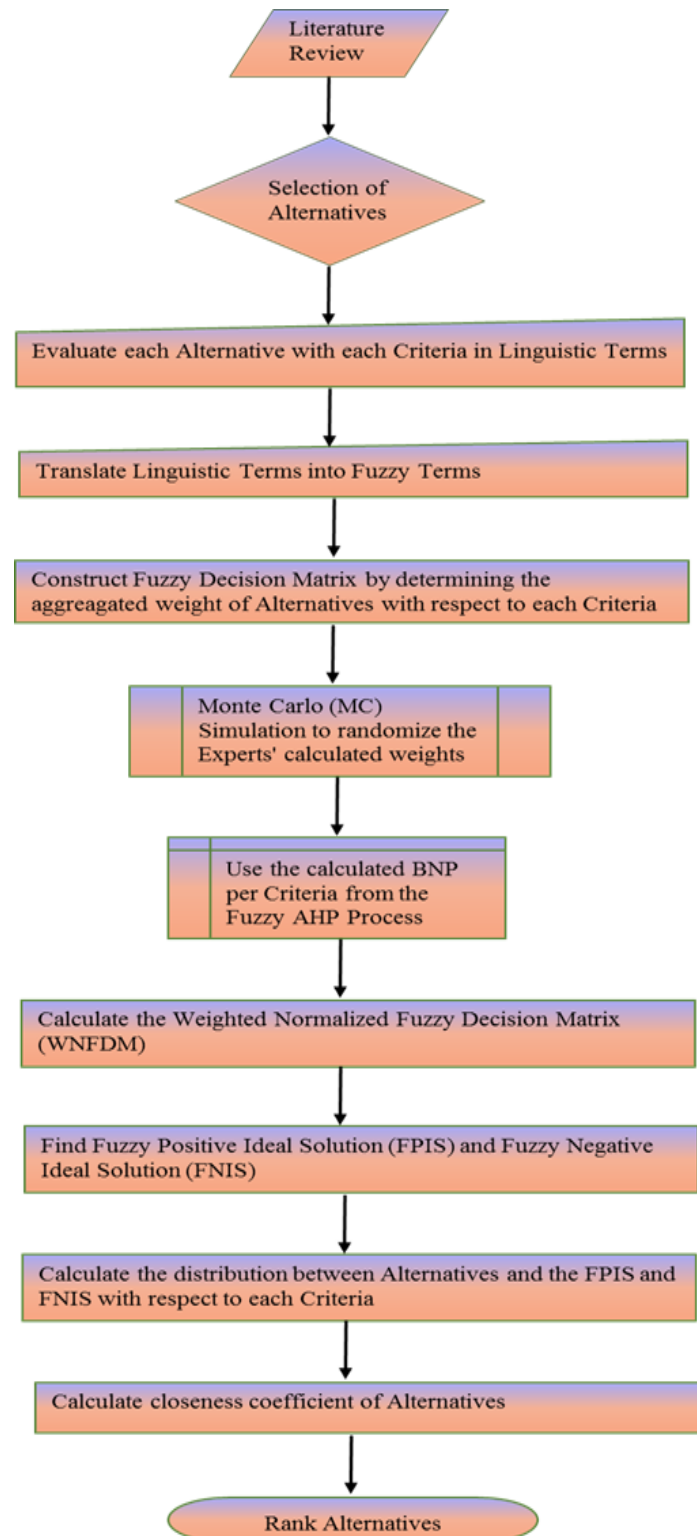 Literature
Review
Selection of
Alternatives
Evaluate each Alternative with each Criteria in Linguistic Terms
Translate Linguistic Terms into Fuzzy Terms
Construct Fuzzy Decision Matrix by determining the
aggreagated weight of Alternatives with respect to each Criteria
Monte Carlo (MC)
Simulation to randomize the
Experts' calculated weights
Use the calculated BNP
per Criteria from the
Fuzzy AHP Process
Calculate the Weighted Normalized Fuzzy Decision Matrix
(WNFDM)
Find Fuzzy Positive Ideal Solution (FPIS) and Fuzzy Negative
Ideal Solution (FNIS)
Calculate the distribution between Alternatives and the FPIS and
FNIS with respect to each Criteria
Calculate closeness coefficient of Alternatives
Rank Alternatives